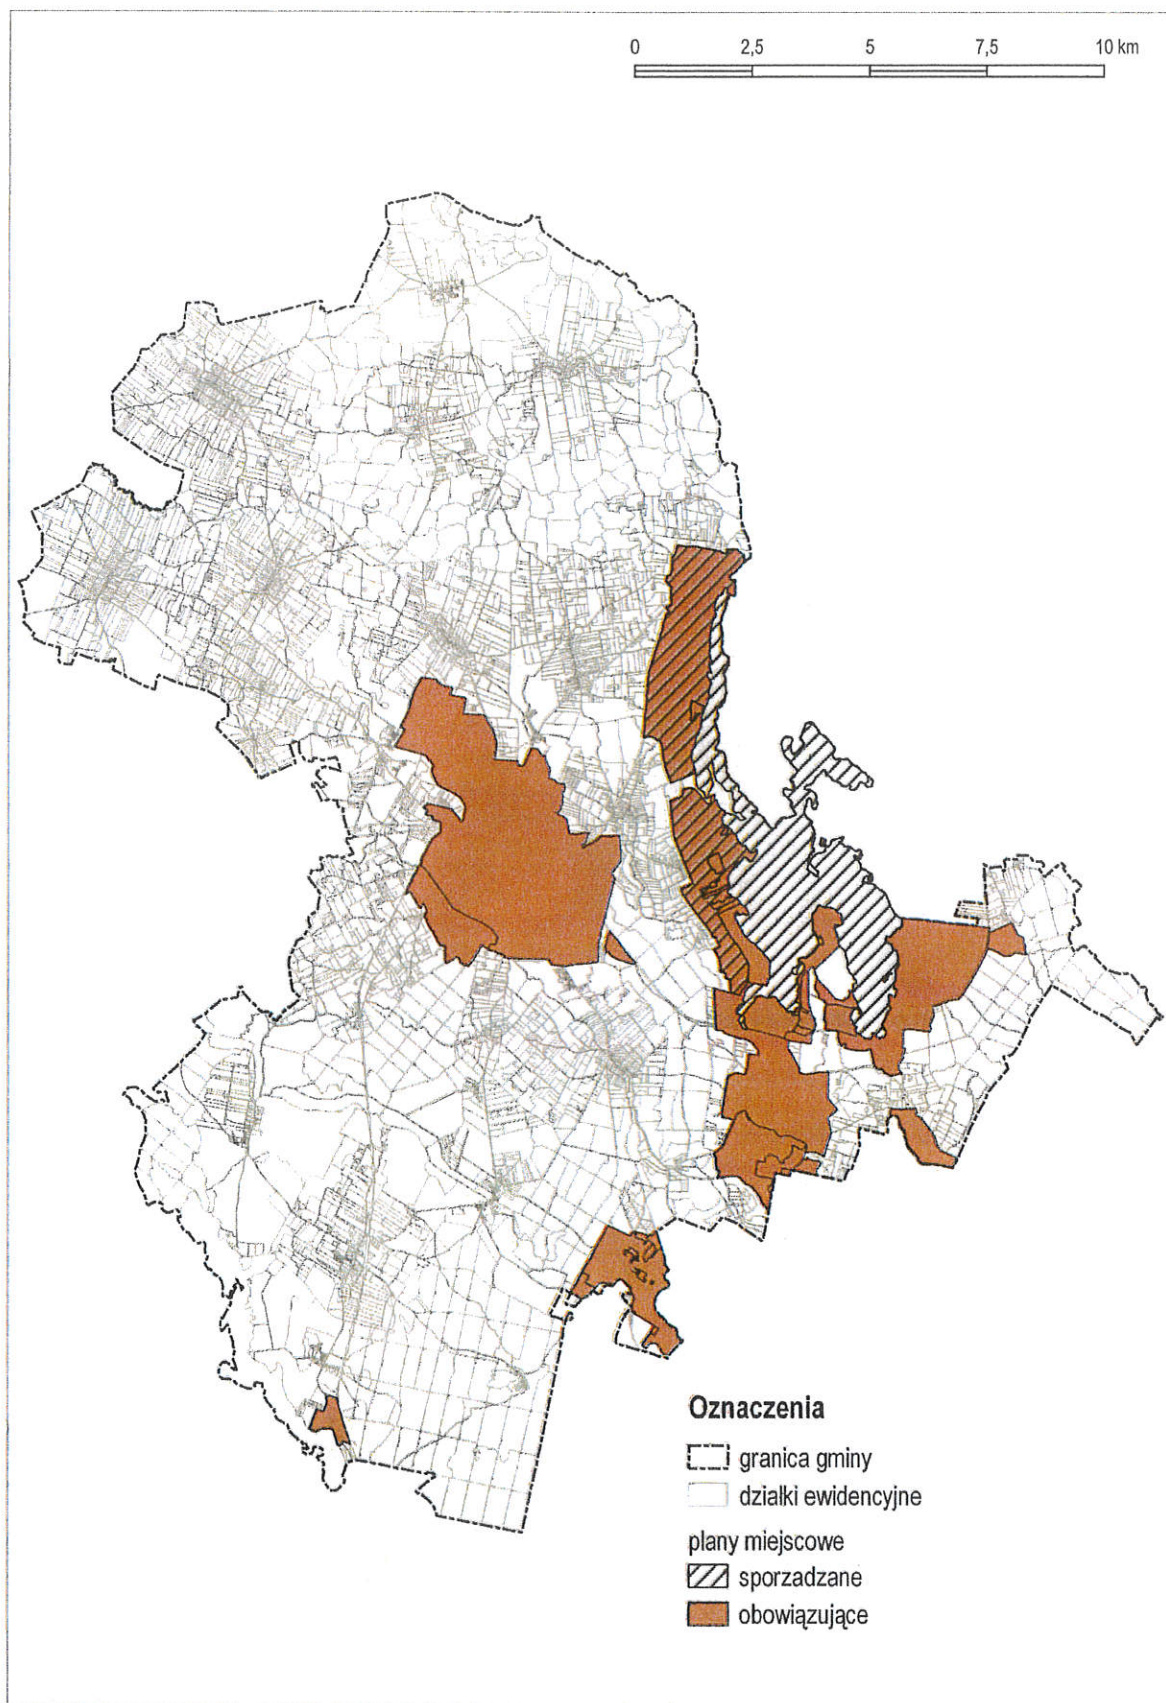 0 2,5 5 7,5 10 km
Oznaczenia
granica gminy
działki ewidencyjne
plany miejscowe
sporzadzane
obowiązujące